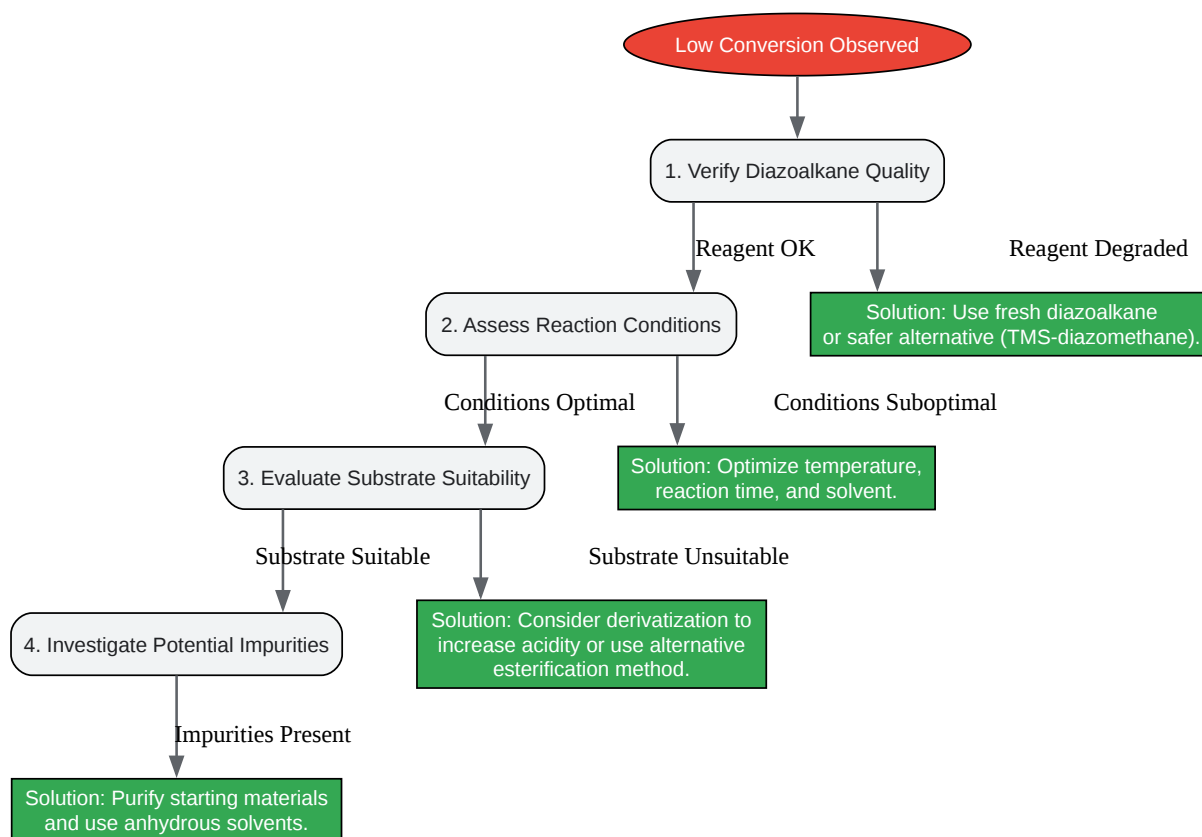 Low Conversion Observed
1. Verify Diazoalkane Quality
Reagent OK
Reagent Degraded
2. Assess Reaction Conditions
Solution: Use fresh diazoalkane
or safer alternative (TMS-diazomethane).
Conditions Optimal
Conditions Suboptimal
3. Evaluate Substrate Suitability
Solution: Optimize temperature,
reaction time, and solvent.
Substrate Suitable
Substrate Unsuitable
4. Investigate Potential Impurities
Solution: Consider derivatization to
increase acidity or use alternative
esterification method.
Impurities Present
Solution: Purify starting materials
and use anhydrous solvents.